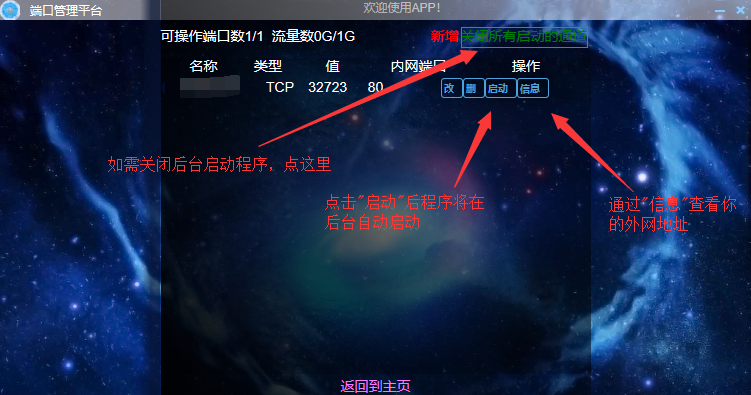 端口管理平台
欢迎使用APP!
可操作端口数1/1 流量数0G/1G
新增 关闭所有启动的通道
名称 类型 值 内网端口 操作
TCP 32723 80 改 删 启动 信息
如需关闭后台启动程序，点这里
点击"启动"后程序将在
后台自动启动
通过"信息"查看你
的外网地址
返回到主页